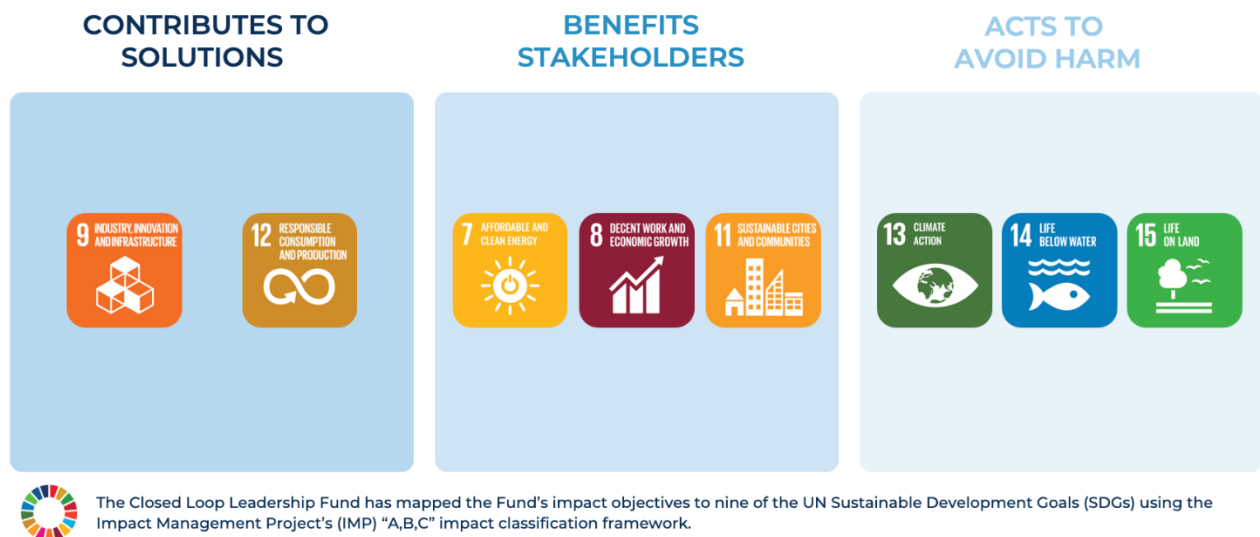 CONTRIBUTES TO
SOLUTIONS
BENEFITS
STAKEHOLDERS
ACTS TO
AVOID HARM
9 INDUSTRY, INNOVATION
AND INFRASTRUCTURE
12 RESPONSIBLE
CONSUMPTION
AND PRODUCTION
7 AFFORDABLE AND
CLEAN ENERGY
8 DECENT WORK AND
ECONOMIC GROWTH
11 SUSTAINABLE CITIES
AND COMMUNITIES
13 CLIMATE
ACTION
14 LIFE
BELOW WATER
15 LIFE
ON LAND
The Closed Loop Leadership Fund has mapped the Fund's impact objectives to nine of the UN Sustainable Development Goals (SDGs) using the
Impact Management Project's (IMP) “A,B,C” impact classification framework.